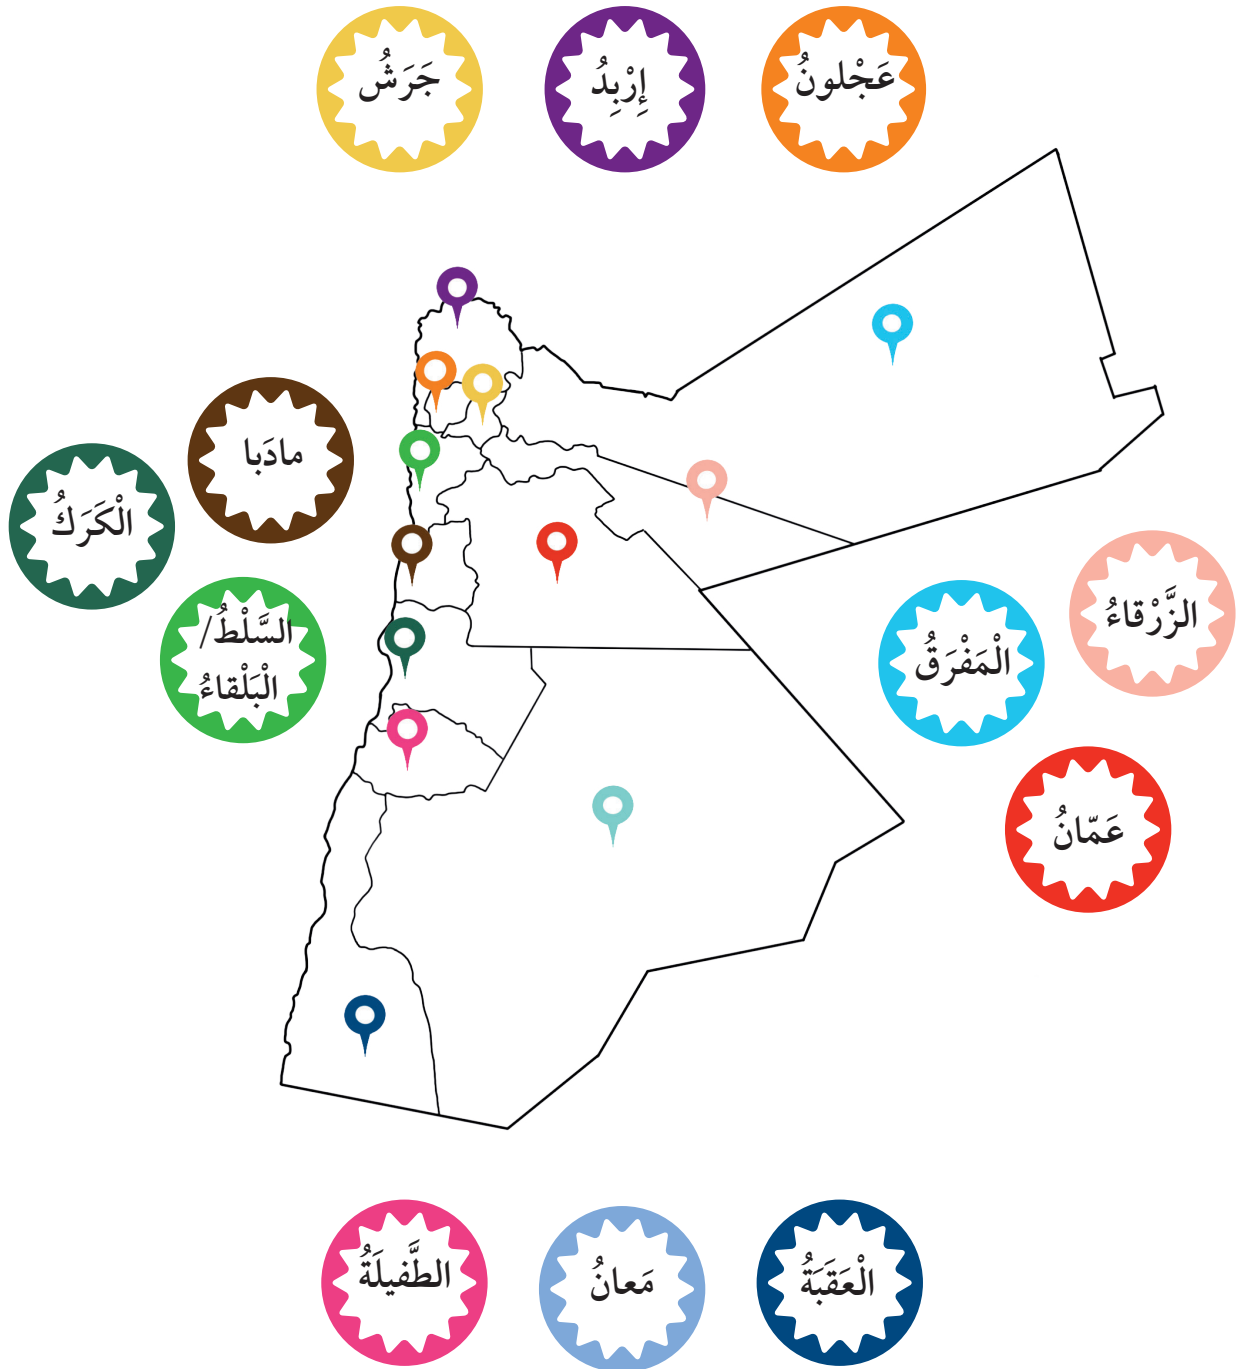 عَجْلونُ
إِرْبِدُ
جَرَشُ
مادَبا
الْكَرَكُ
السَّلْطُ/
الْبَلْقاءُ
الزَّرْقاءُ
الْمَفْرَقُ
عَمّانُ
الْعَقَبَةُ
مَعانُ
الطَّفيلَةُ